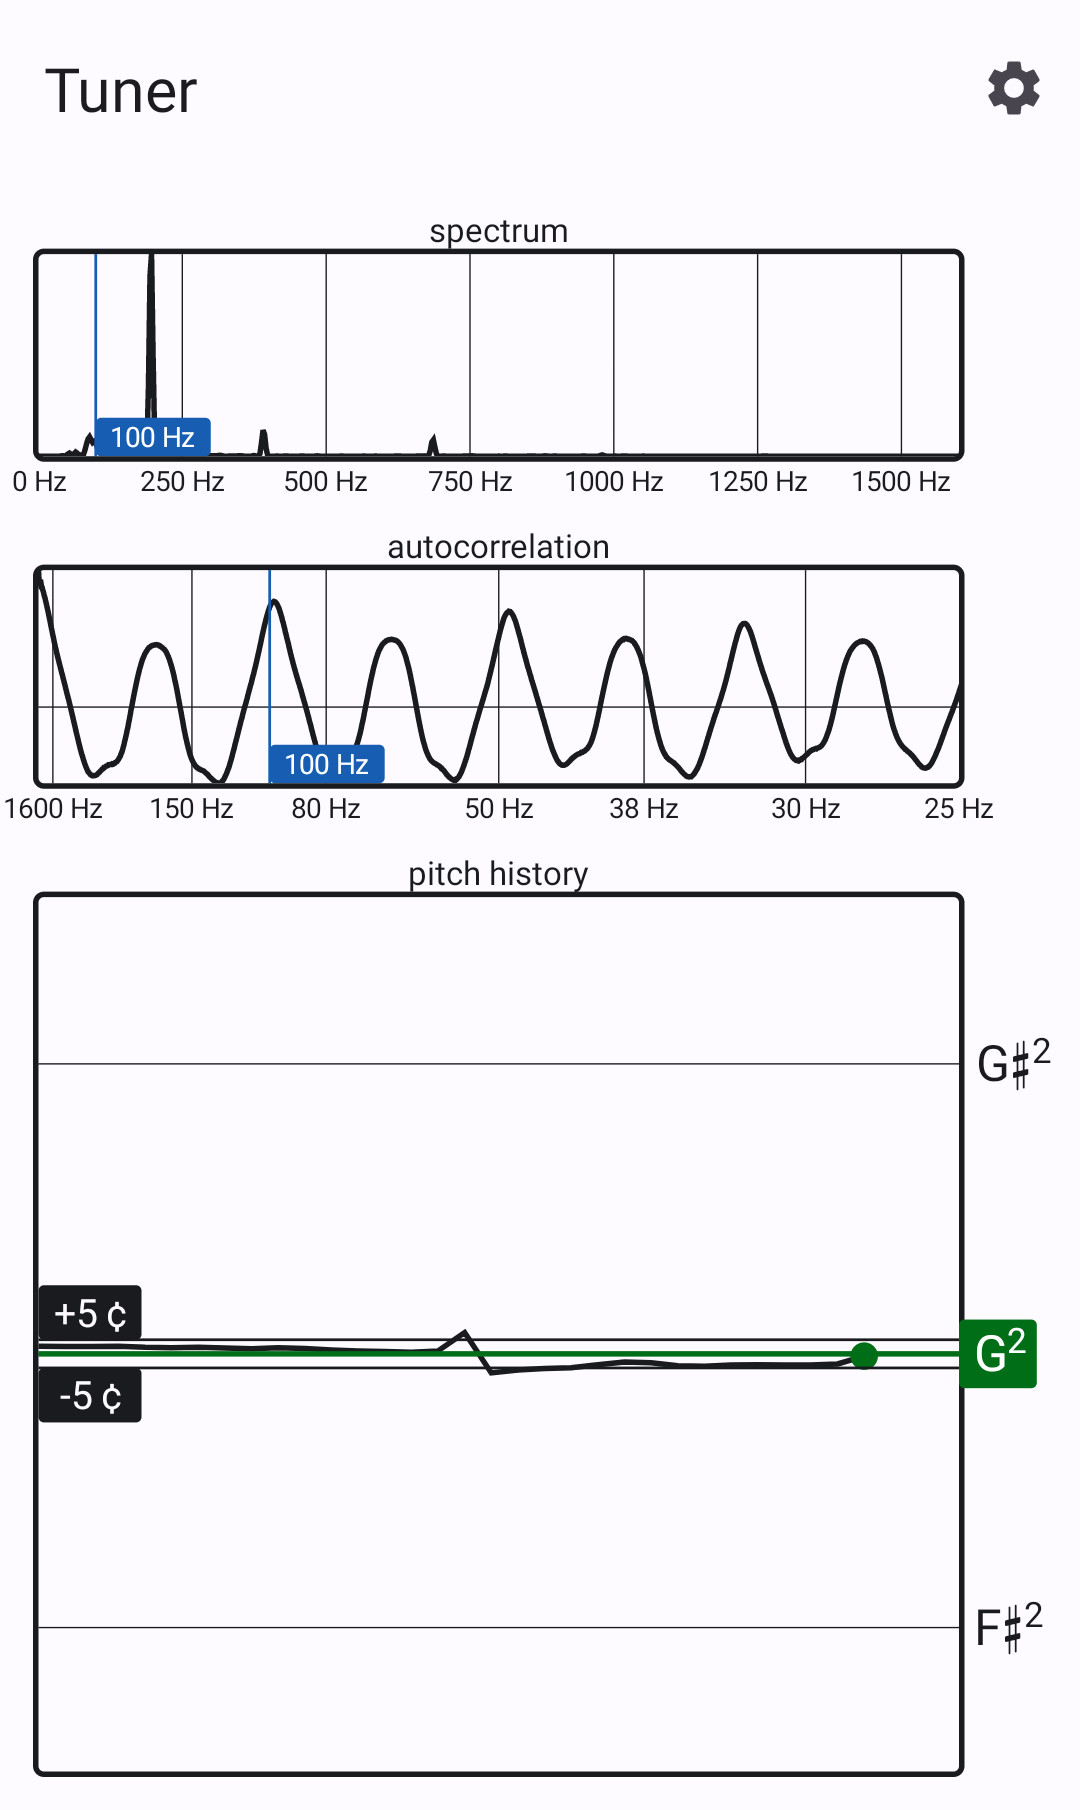 Tuner
spectrum
100 Hz
0 Hz 250 Hz 500 Hz 750 Hz 1000 Hz 1250 Hz 1500 Hz
autocorrelation
100 Hz
1600 Hz 150 Hz 80 Hz 50 Hz 38 Hz 30 Hz 25 Hz
pitch history
G♯2
+5 ¢
G2
-5 ¢
F♯2